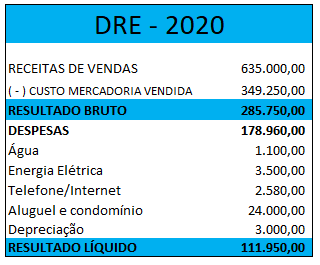 DRE - 2020
RECEITAS DE VENDAS 635.000,00
( - ) CUSTO MERCADORIA VENDIDA 349.250,00
RESULTADO BRUTO 285.750,00
DESPESAS 178.960,00
Água 1.100,00
Energia Elétrica 3.500,00
Telefone/Internet 2.580,00
Aluguel e condomínio 24.000,00
Depreciação 3.000,00
RESULTADO LÍQUIDO 111.950,00